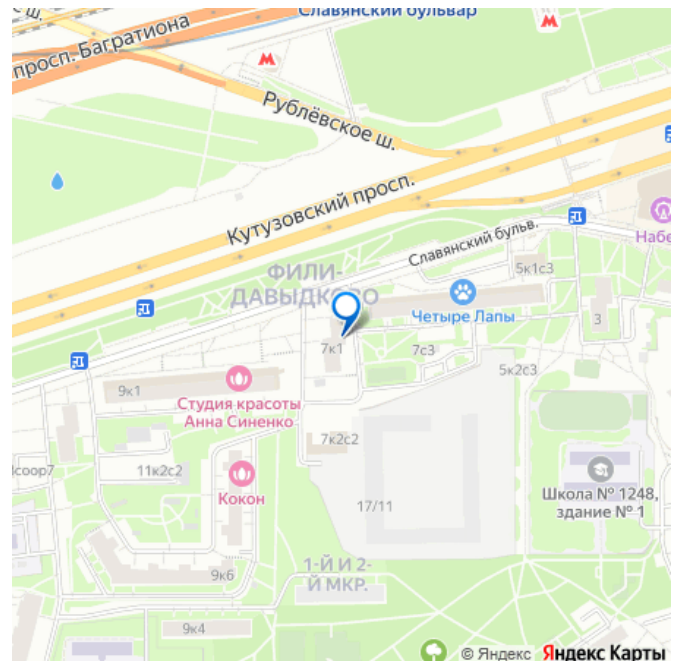 ш.
Славянский бульвар
просп. Багратиона
Рублёвское ш.
Кутузовский просп.
Славянский бульв.
Набе
ФИЛИ-
ДАВЫДКОВО
5к1с3
Четыре Лапы
3
7к1
7с3
5к2с3
9к1
Студия красоты
Анна Синенко
7к2с2
coop7
11к2с2
Кокон
17/11
Школа № 1248,
здание № 1
1-Й И 2-
Й МКР.
9к6
9к4
© Яндекс Яндекс Карты